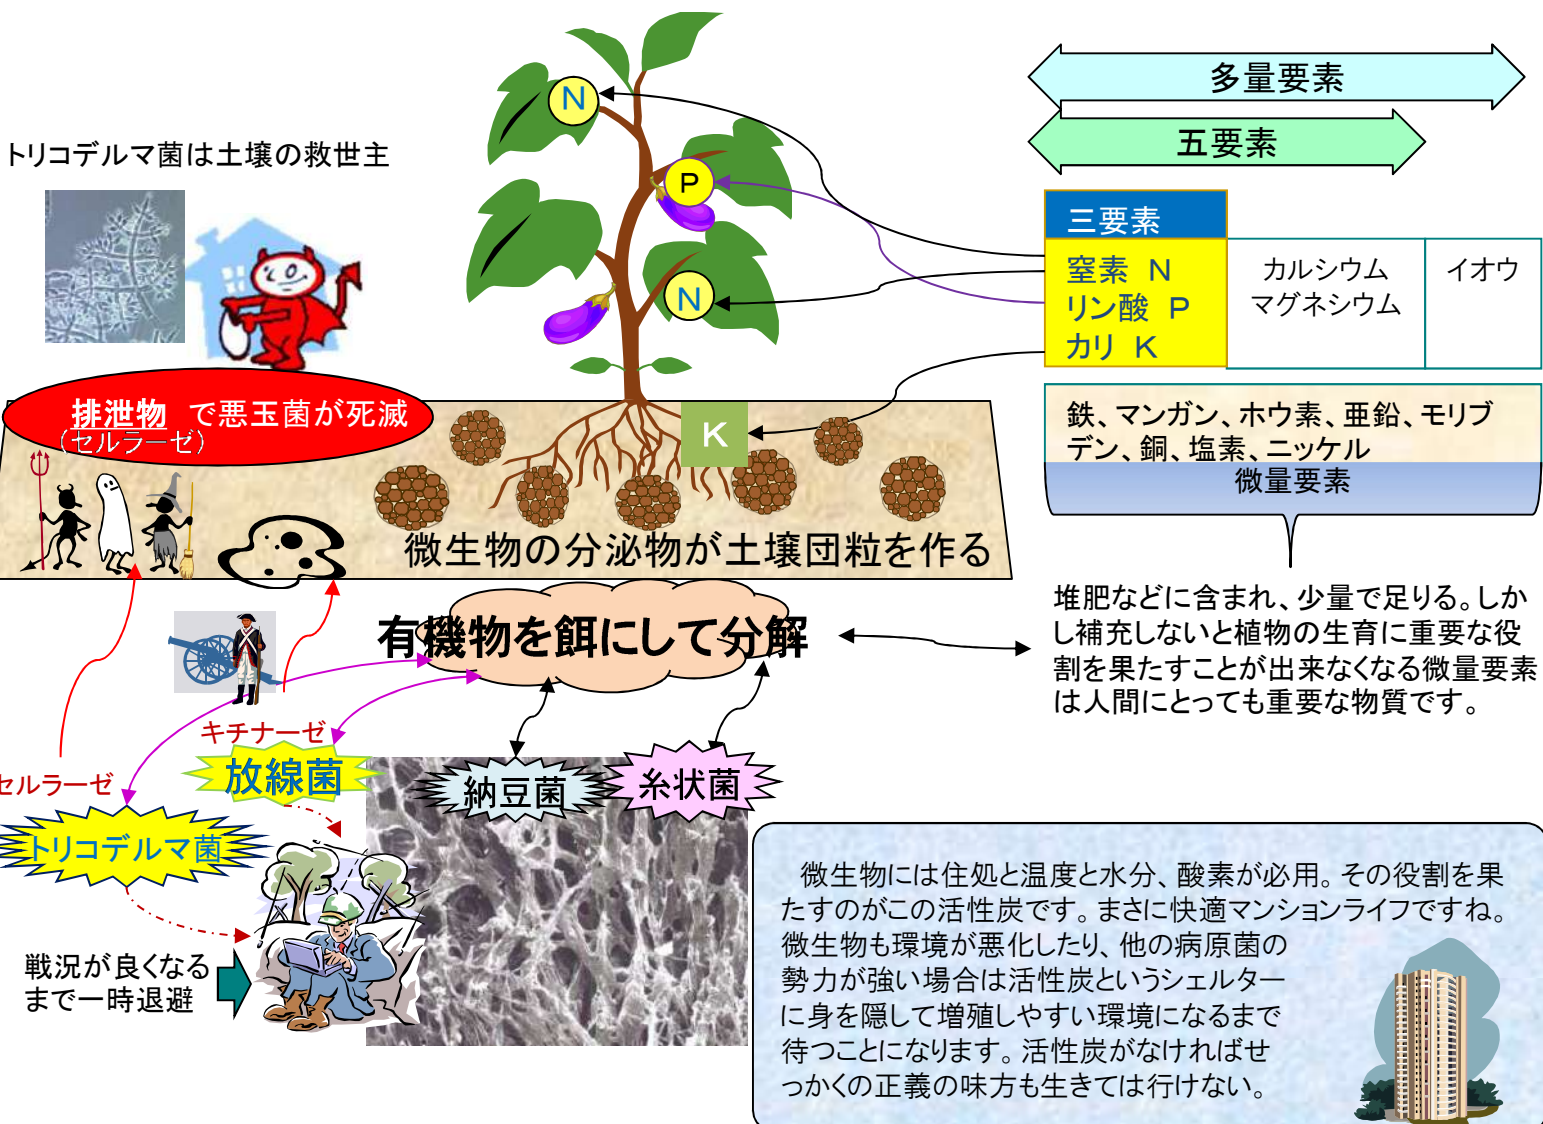 トリコデルマ菌は土壌の救世主
排泄物 で悪玉菌が死滅
(セルラーゼ)
N
P
N
K
多量要素
五要素
三要素
窒素 N
リン酸 P
カリ K
カルシウム
マグネシウム
イオウ
鉄、マンガン、ホウ素、亜鉛、モリブ
デン、銅、塩素、ニッケル
微量要素
微生物の分泌物が土壌団粒を作る
有機物を餌にして分解
堆肥などに含まれ、少量で足りる。しか
し補充しないと植物の生育に重要な役
割を果たすことが出来なくなる微量要素
は人間にとっても重要な物質です。
キチナーゼ
放線菌
セルラーゼ
トリコデルマ菌
納豆菌
糸状菌
戦況が良くなる
まで一時退避
微生物には住処と温度と水分、酸素が必用。その役割を果
たすのがこの活性炭です。まさに快適マンションライフですね。
微生物も環境が悪化したり、他の病原菌の
勢力が強い場合は活性炭というシェルター
に身を隠して増殖しやすい環境になるまで
待つことになります。活性炭がなければせ
っかくの正義の味方も生きては行けない。